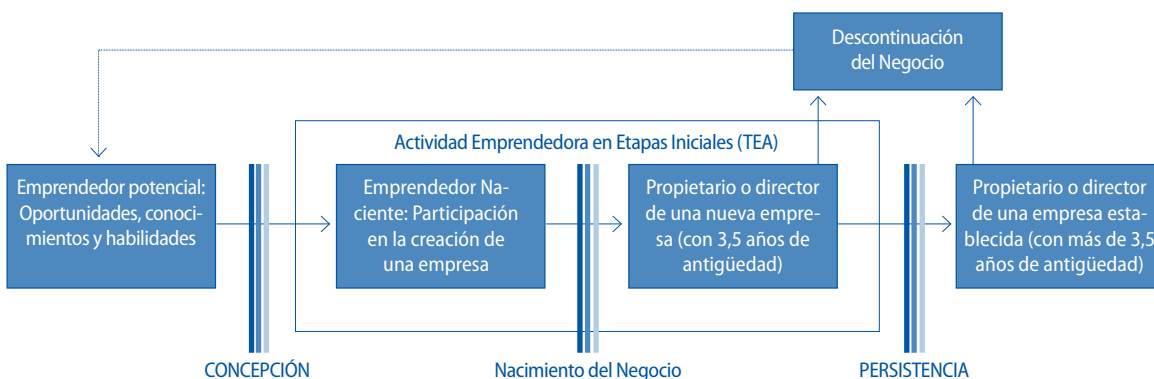 Descontinuación
del Negocio
Actividad Emprendedora en Etapas Iniciales (TEA)
Emprendedor potencial:
Oportunidades, conoci-
mientos y habilidades
Emprendedor Na-
ciente: Participación
en la creación de
una empresa
Propietario o director
de una nueva empre-
sa (con 3,5 años de
antigüedad)
Propietario o director
de una empresa esta-
blecida (con más de 3,5
años de antigüedad)
CONCEPCIÓN
Nacimiento del Negocio
PERSISTENCIA